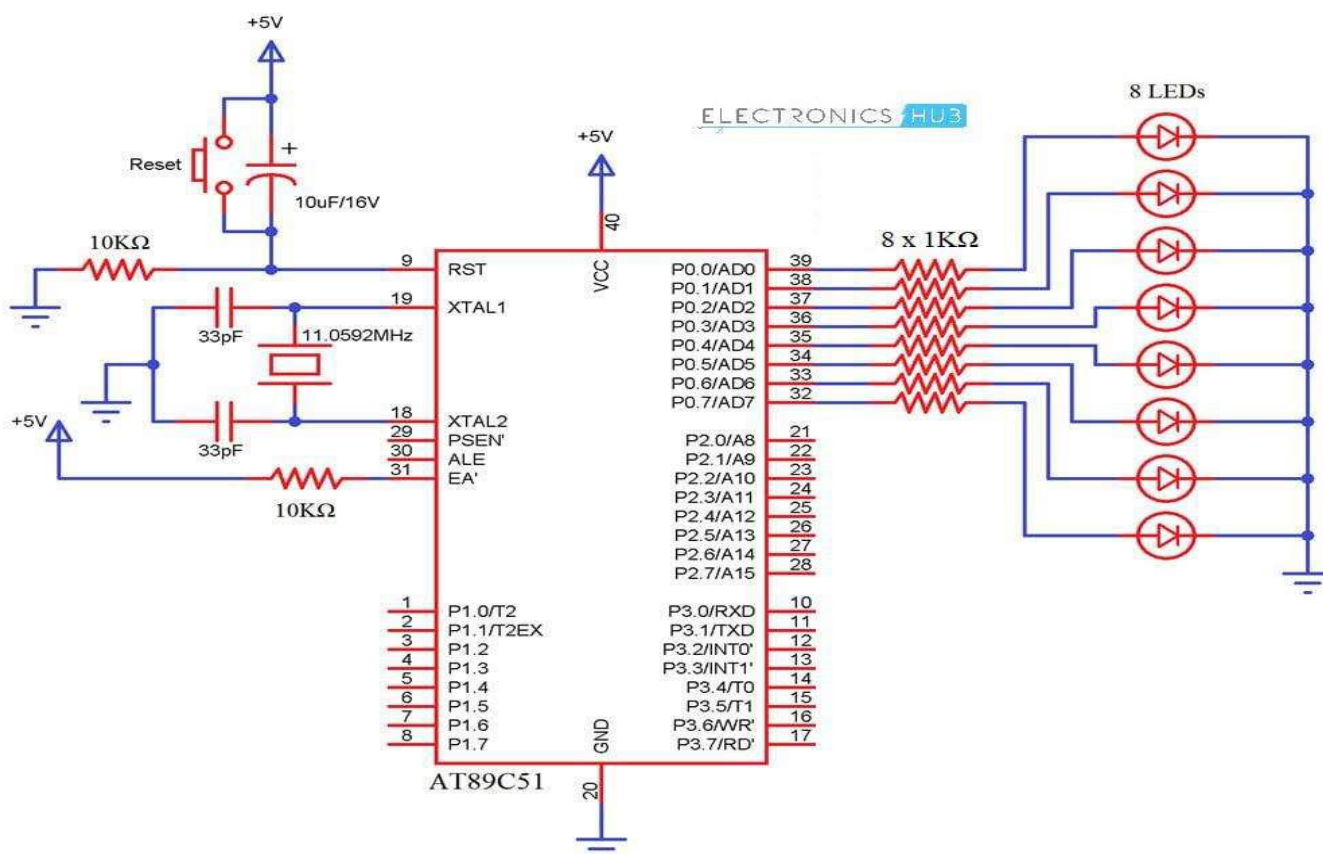 +5V
ELECTRONICS HUB
8 LEDs
+5V
Reset
+
10uF/16V
10KΩ
8 x 1KΩ
40
VCC
9 RST
19 XTAL1
33pF
11.0592MHz
+5V
18 XTAL2
33pF
29 PSEN'
30 ALE
31 EA'
10KΩ
P0.0/AD0 39
P0.1/AD1 38
P0.2/AD2 37
P0.3/AD3 36
P0.4/AD4 35
P0.5/AD5 34
P0.6/AD6 33
P0.7/AD7 32
P2.0/A8 21
P2.1/A9 22
P2.2/A10 23
P2.3/A11 24
P2.4/A12 25
P2.5/A13 26
P2.6/A14 27
P2.7/A15 28
1 P1.0/T2
2 P1.1/T2EX
3 P1.2
4 P1.3
5 P1.4
6 P1.5
7 P1.6
8 P1.7
P3.0/RXD 10
P3.1/TXD 11
P3.2/INT0' 12
P3.3/INT1' 13
P3.4/T0 14
P3.5/T1 15
P3.6/WR' 16
P3.7/RD' 17
GND
20
AT89C51